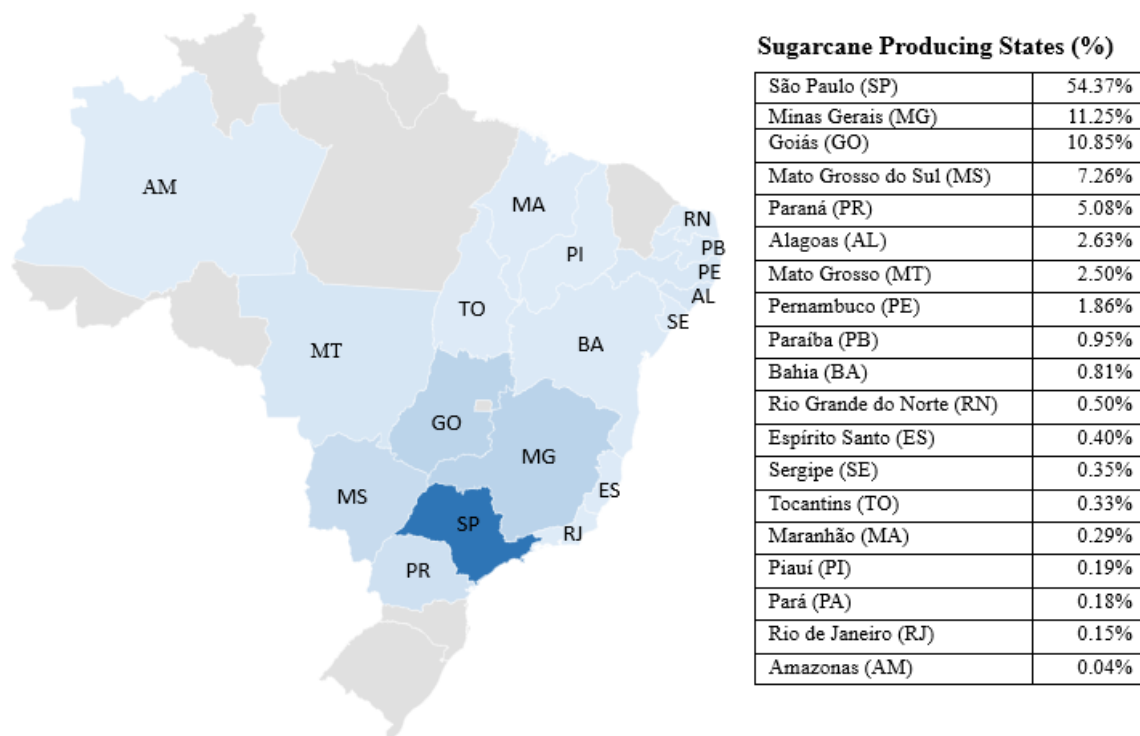 Sugarcane Producing States (%)
São Paulo (SP) 54.37%
Minas Gerais (MG) 11.25%
Goiás (GO) 10.85%
Mato Grosso do Sul (MS) 7.26%
Paraná (PR) 5.08%
Alagoas (AL) 2.63%
Mato Grosso (MT) 2.50%
Pernambuco (PE) 1.86%
Paraíba (PB) 0.95%
Bahia (BA) 0.81%
Rio Grande do Norte (RN) 0.50%
Espírito Santo (ES) 0.40%
Sergipe (SE) 0.35%
Tocantins (TO) 0.33%
Maranhão (MA) 0.29%
Piauí (PI) 0.19%
Pará (PA) 0.18%
Rio de Janeiro (RJ) 0.15%
Amazonas (AM) 0.04%
AM
MA
RN
PI
PB
PE
AL
TO
SE
BA
MT
GO
MG
MS
ES
SP
RJ
PR